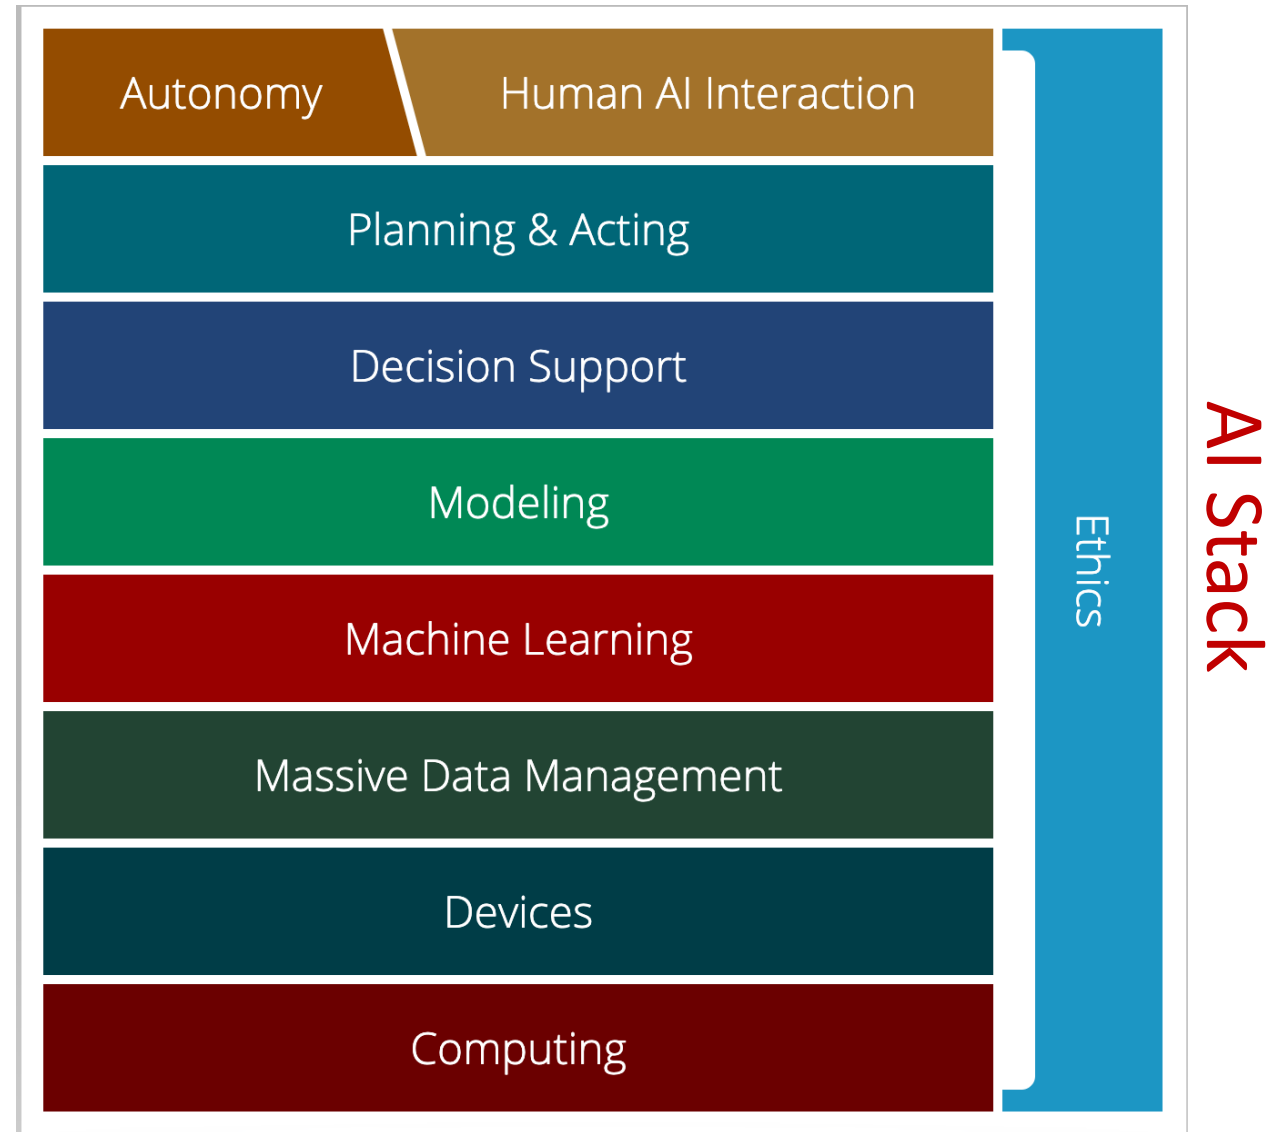 Autonomy
Human AI Interaction
Planning & Acting
Decision Support
Modeling
Machine Learning
Massive Data Management
Devices
Computing
Ethics
AI Stack